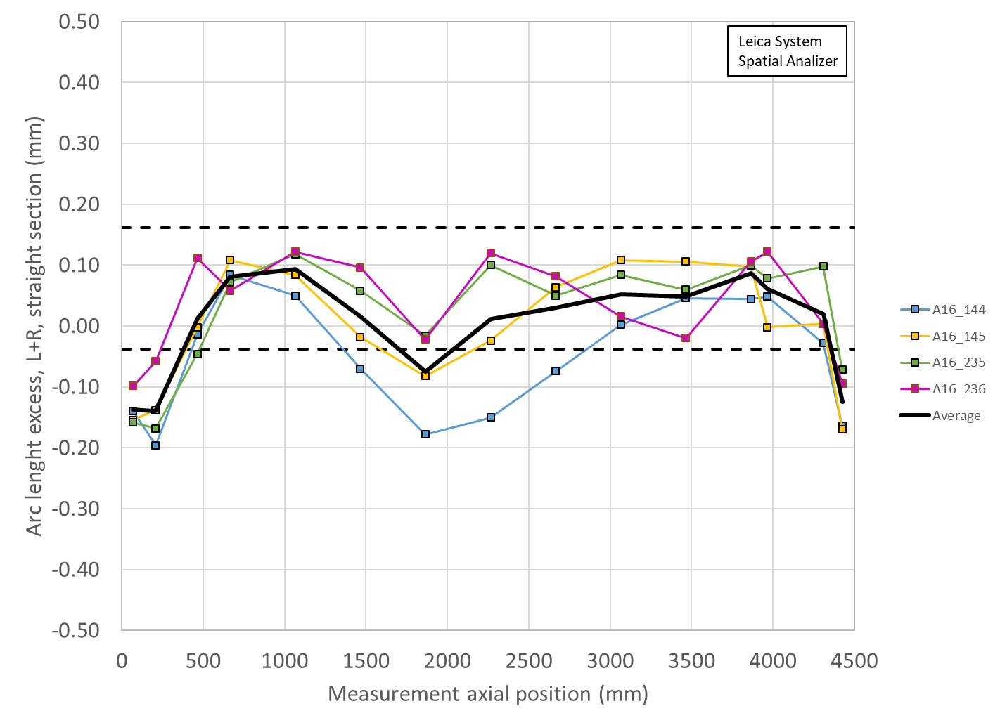 Leica System
Spatial Analizer
Arc lenght excess, L+R, straight section (mm)
0.50
0.40
0.30
0.20
0.10
0.00
-0.10
-0.20
-0.30
-0.40
-0.50
0 500 1000 1500 2000 2500 3000 3500 4000 4500
Measurement axial position (mm)
A16_144
A16_145
A16_235
A16_236
Average